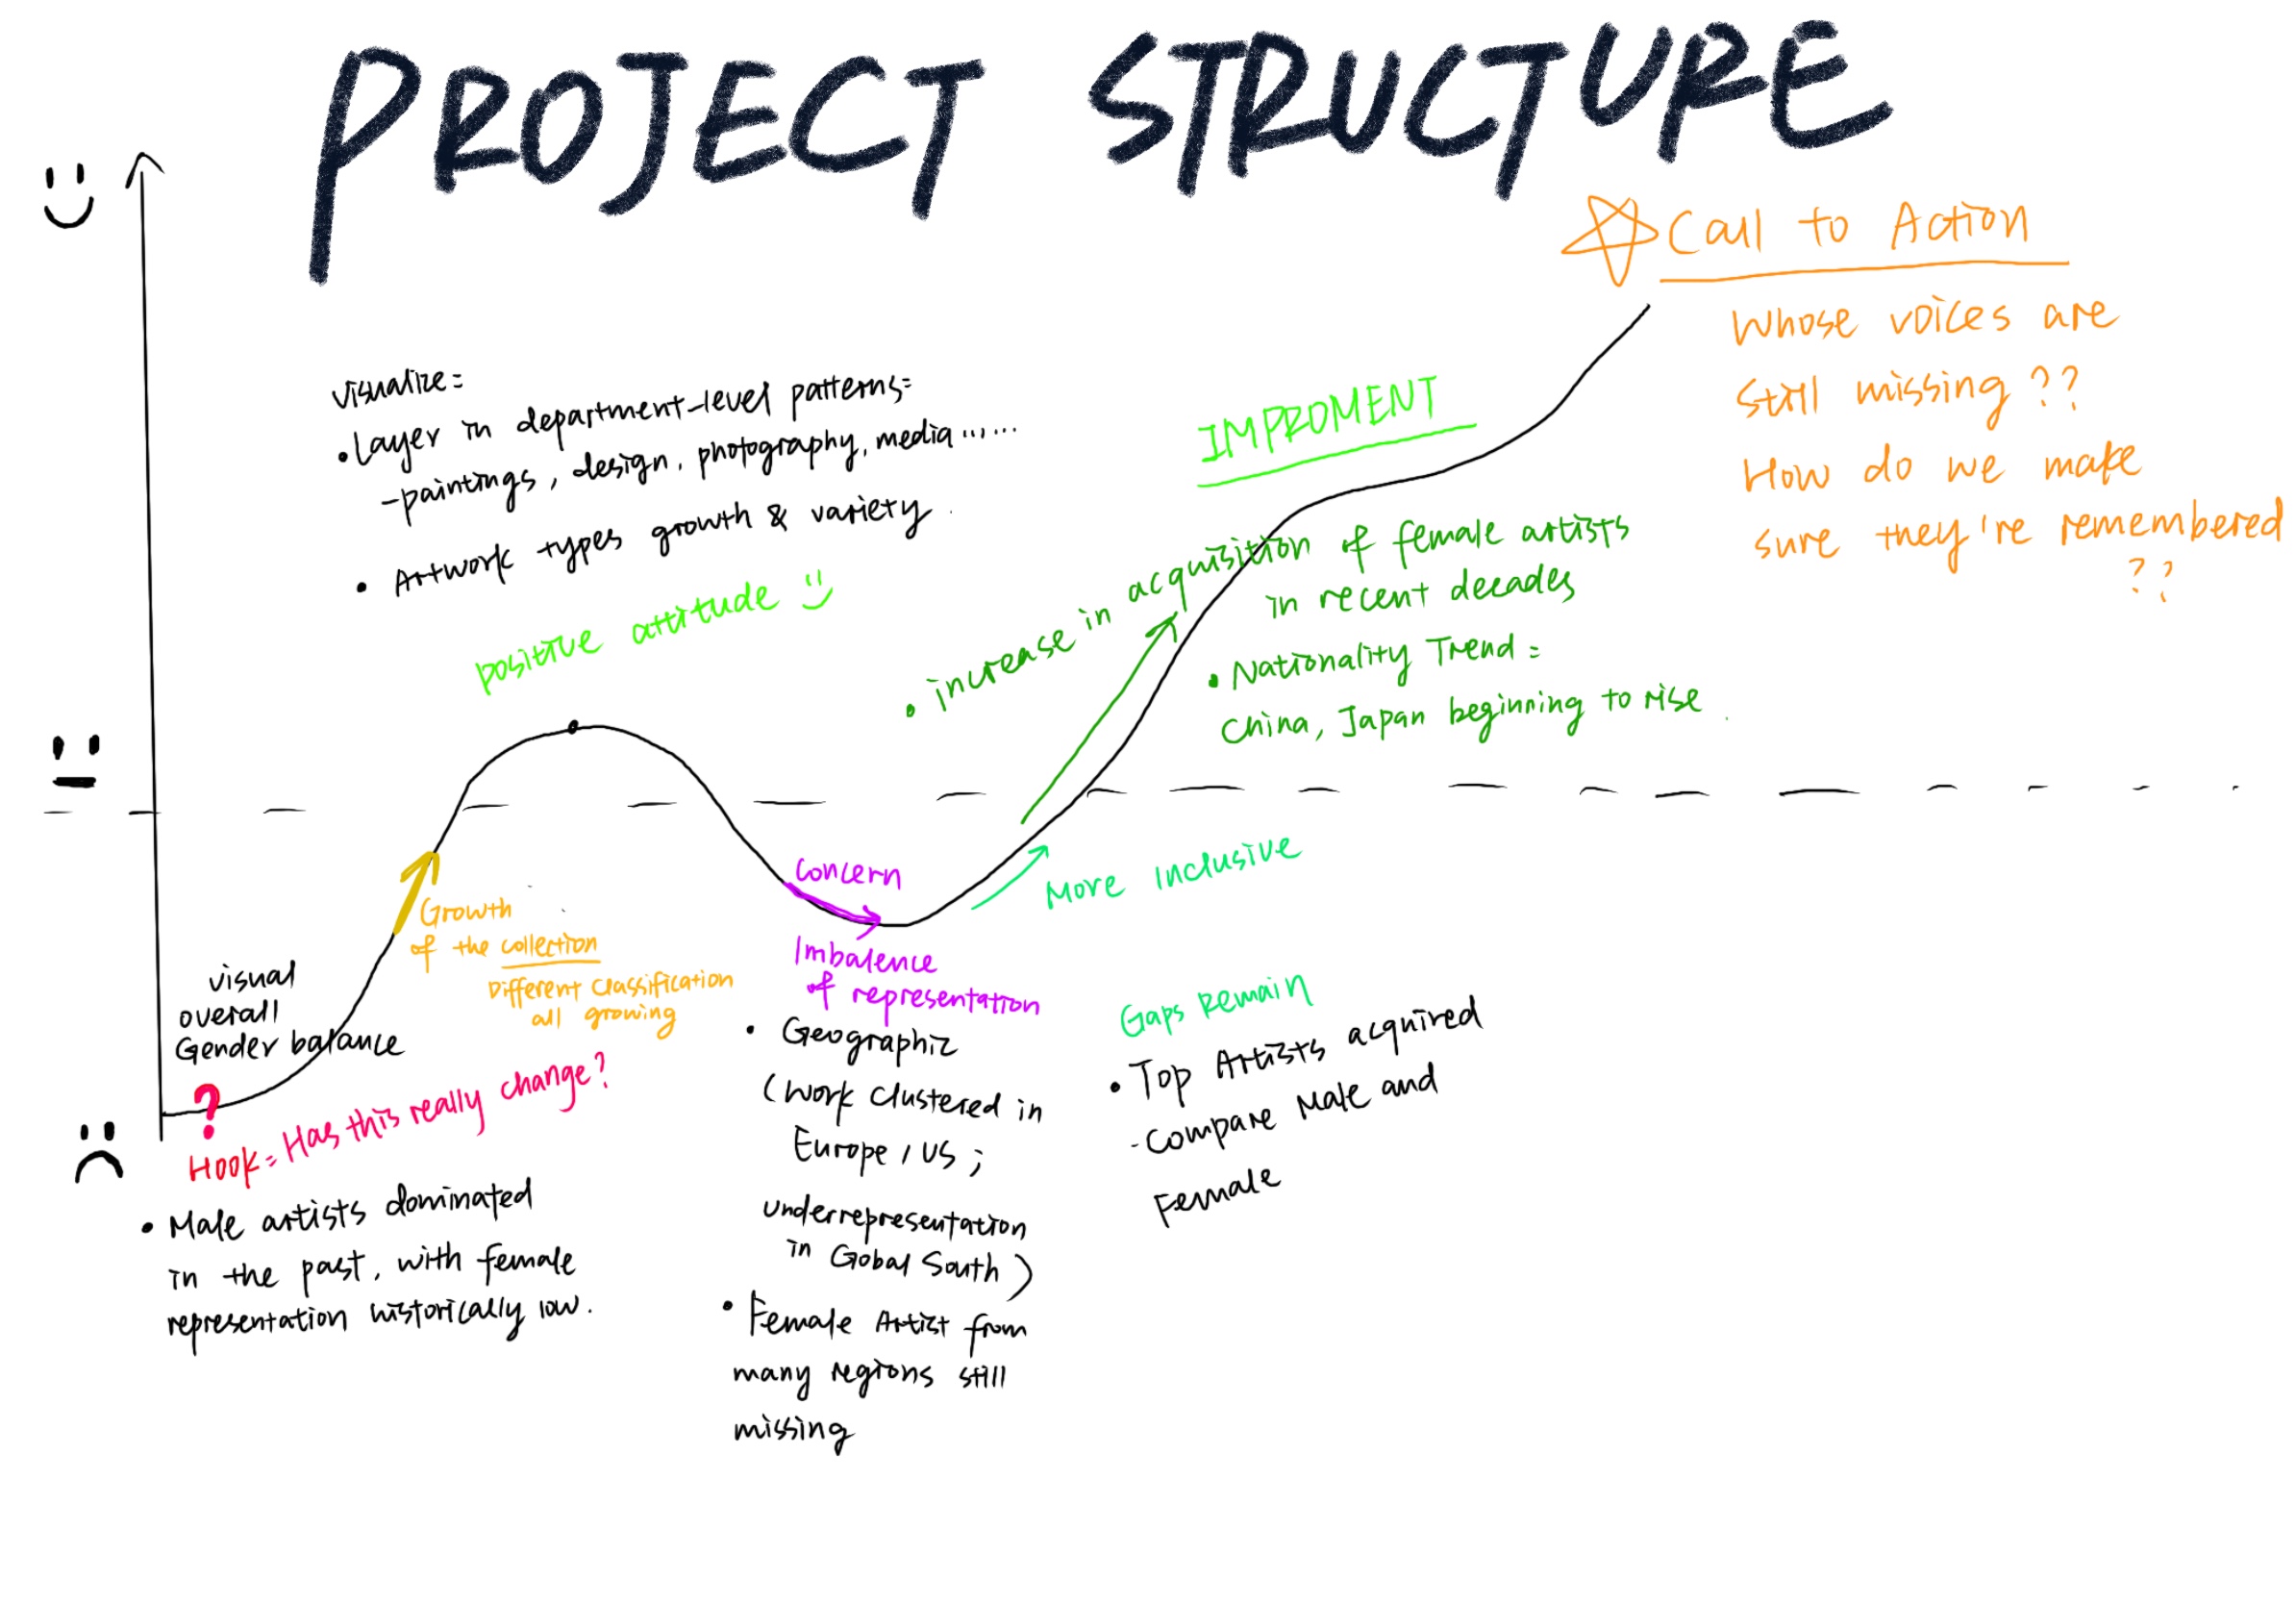 PROJECT STRUCTURE
Call to Action
Whose voices are
Still missing ??
How do we make
sure they're remembered
??
Visualize=
• Layer in department-level patterns=
-paintings, design, photography, media ......
• Artwork types growth & variety.
positive attitude
IMPROMENT
• increase in acquisition of female artists
in recent decades
• Nationality Trend=
China, Japan beginning to rise.
Growth
of the collection
Different Classification
all growing
Concern
Imbalence
of representation
• Geographic
(Work Clustered in
Europe/US;
Underrepresentation
in Gobal South)
• Female Artist from
many regions still
missing
More Inclusive
Gaps Remain
• Top Artists acquired
- Compare Male and
Female
visual
overall
Gender balance
?
Hook= Has this really change?
• Male artists dominated
in the past, with female
representation historically low.